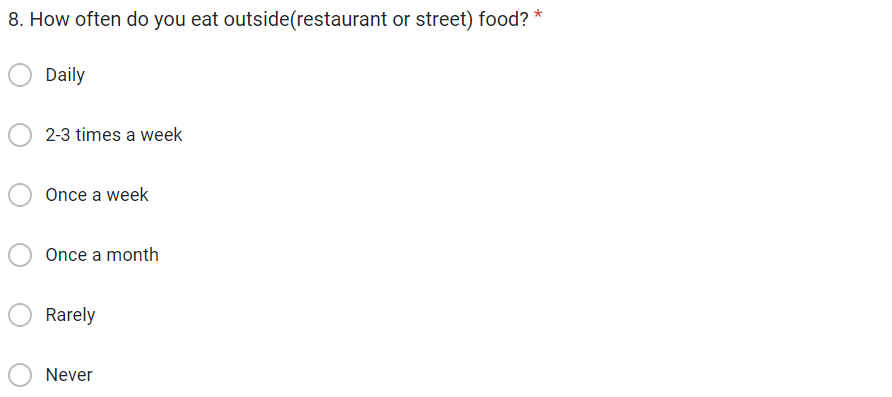 8. How often do you eat outside(restaurant or street) food? *
Daily
2-3 times a week
Once a week
Once a month
Rarely
Never